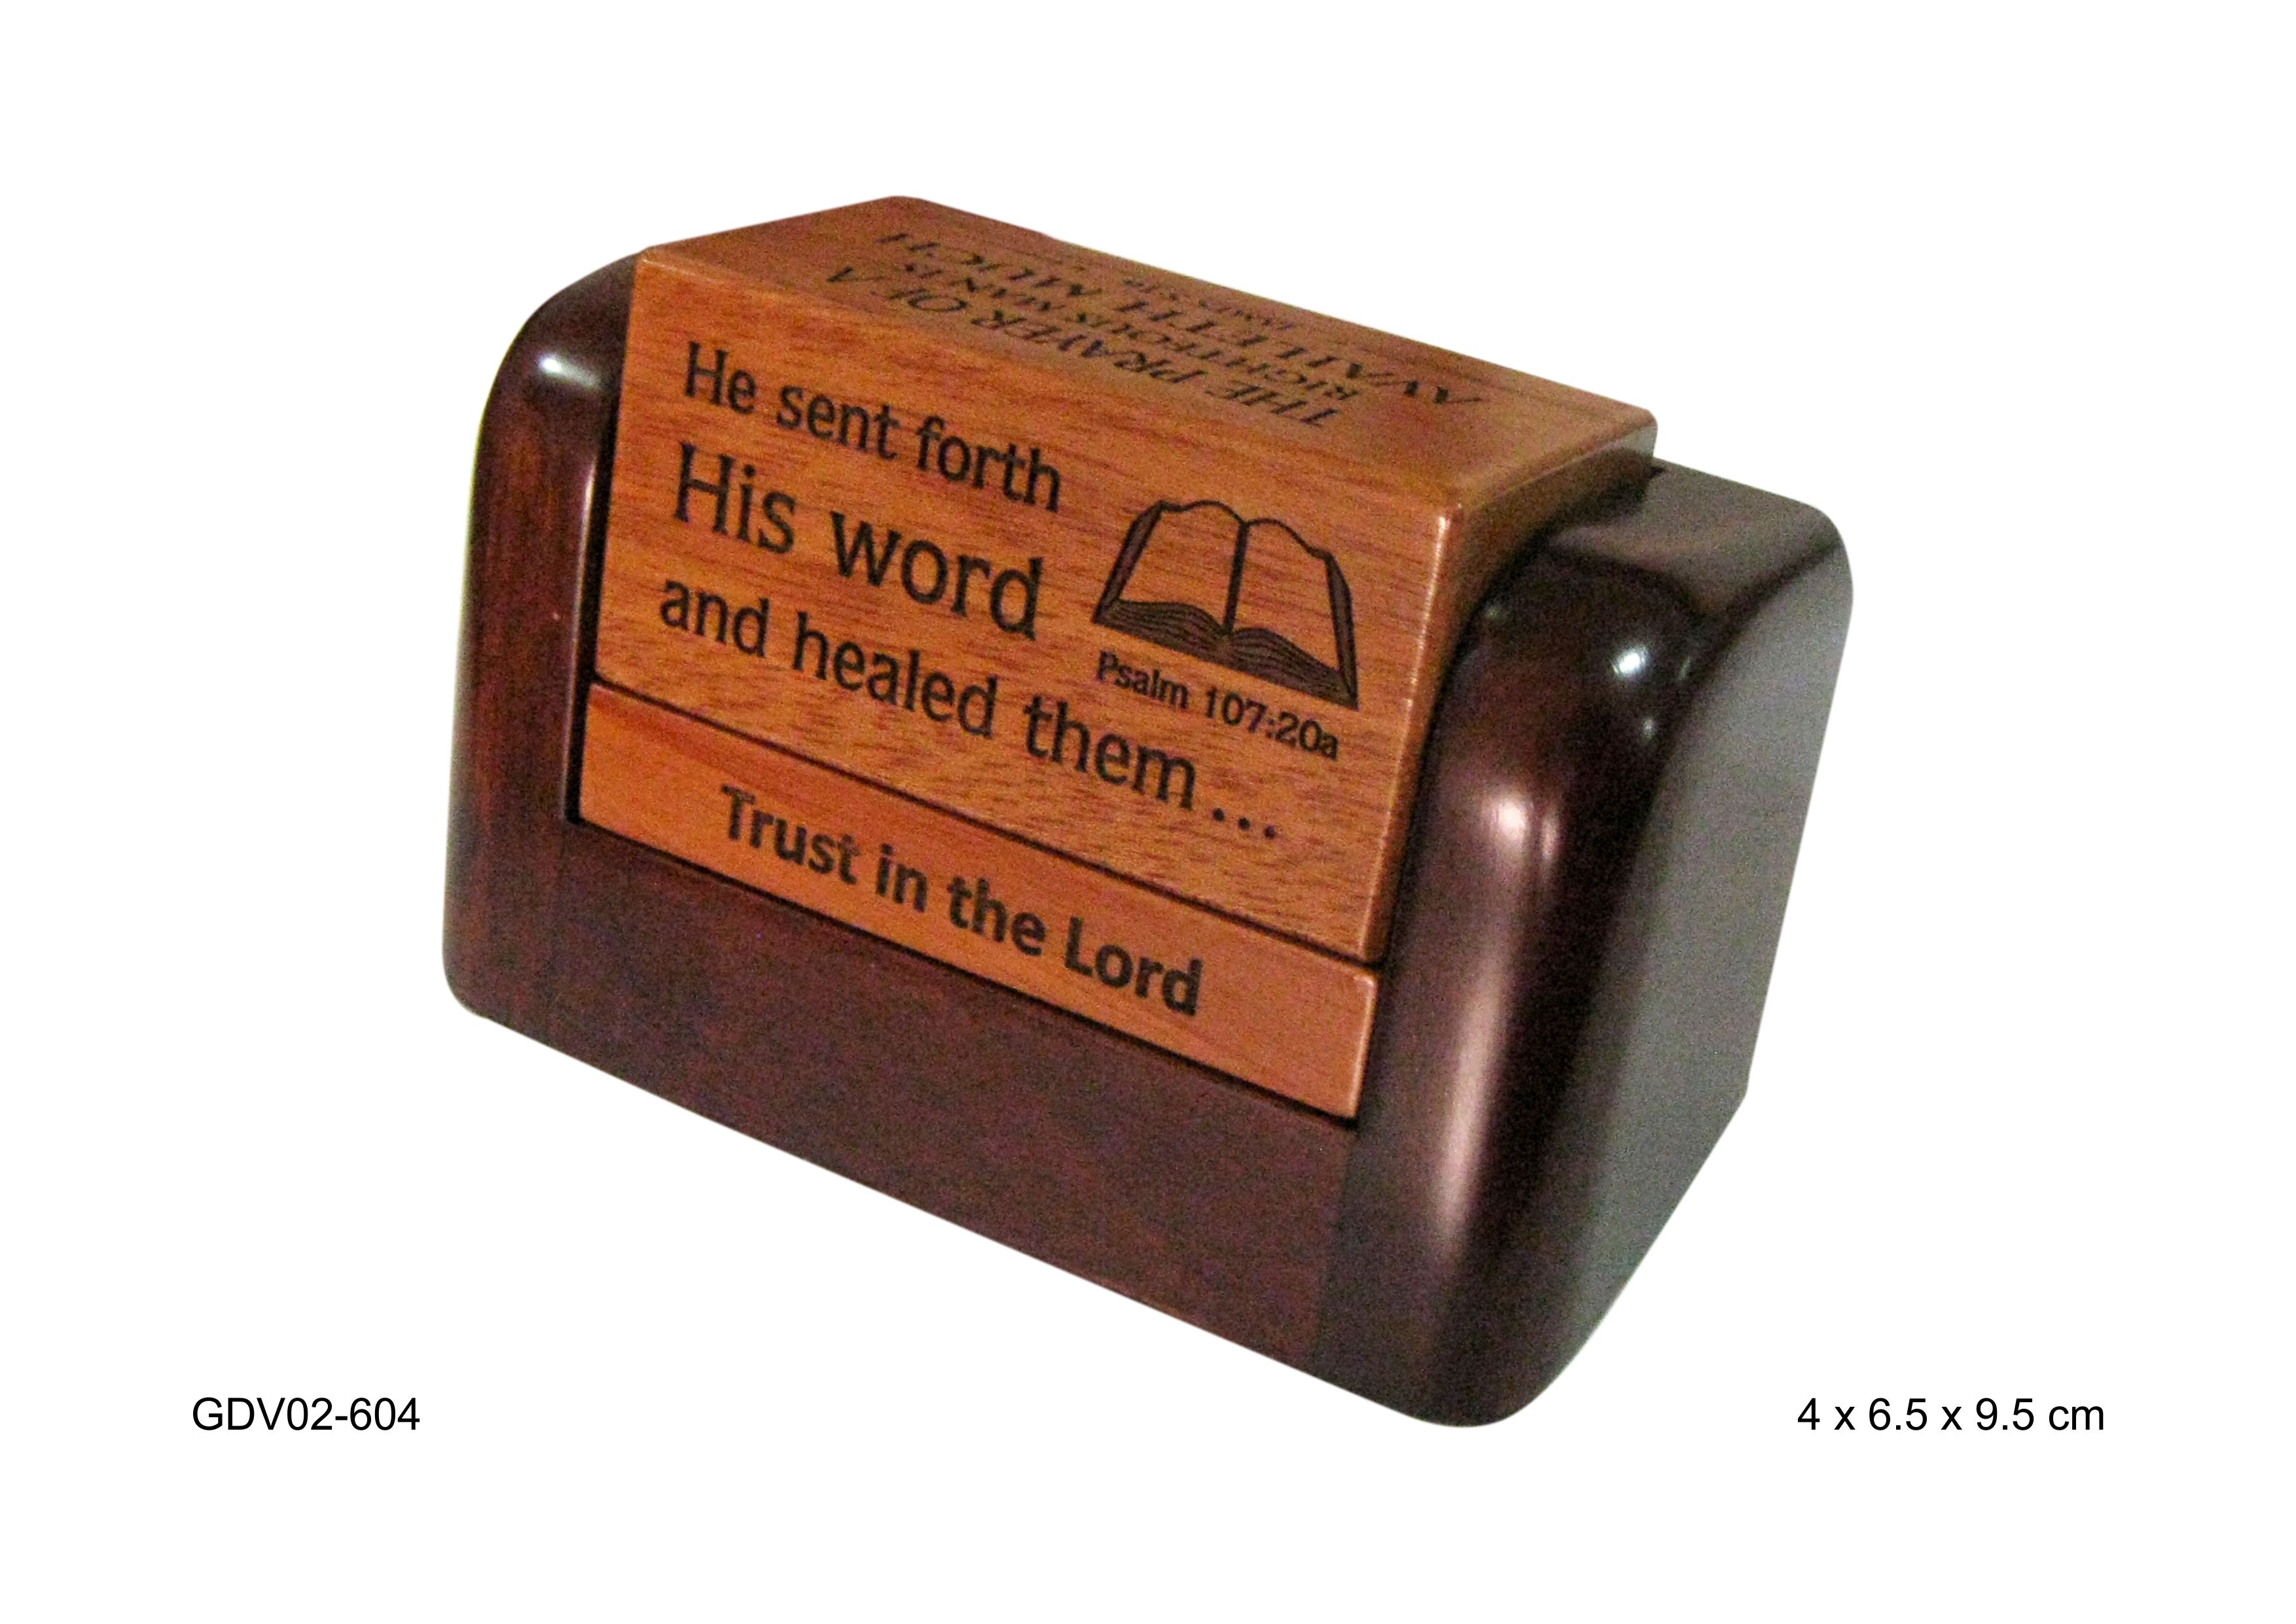 THE PRAYER OF A
RIGHTEOUS MAN
AVAILETH MUCH
He sent forth
His word
and healed them...
Psalm 107:20a
Trust in the Lord
GDV02-604
4 x 6.5 x 9.5 cm